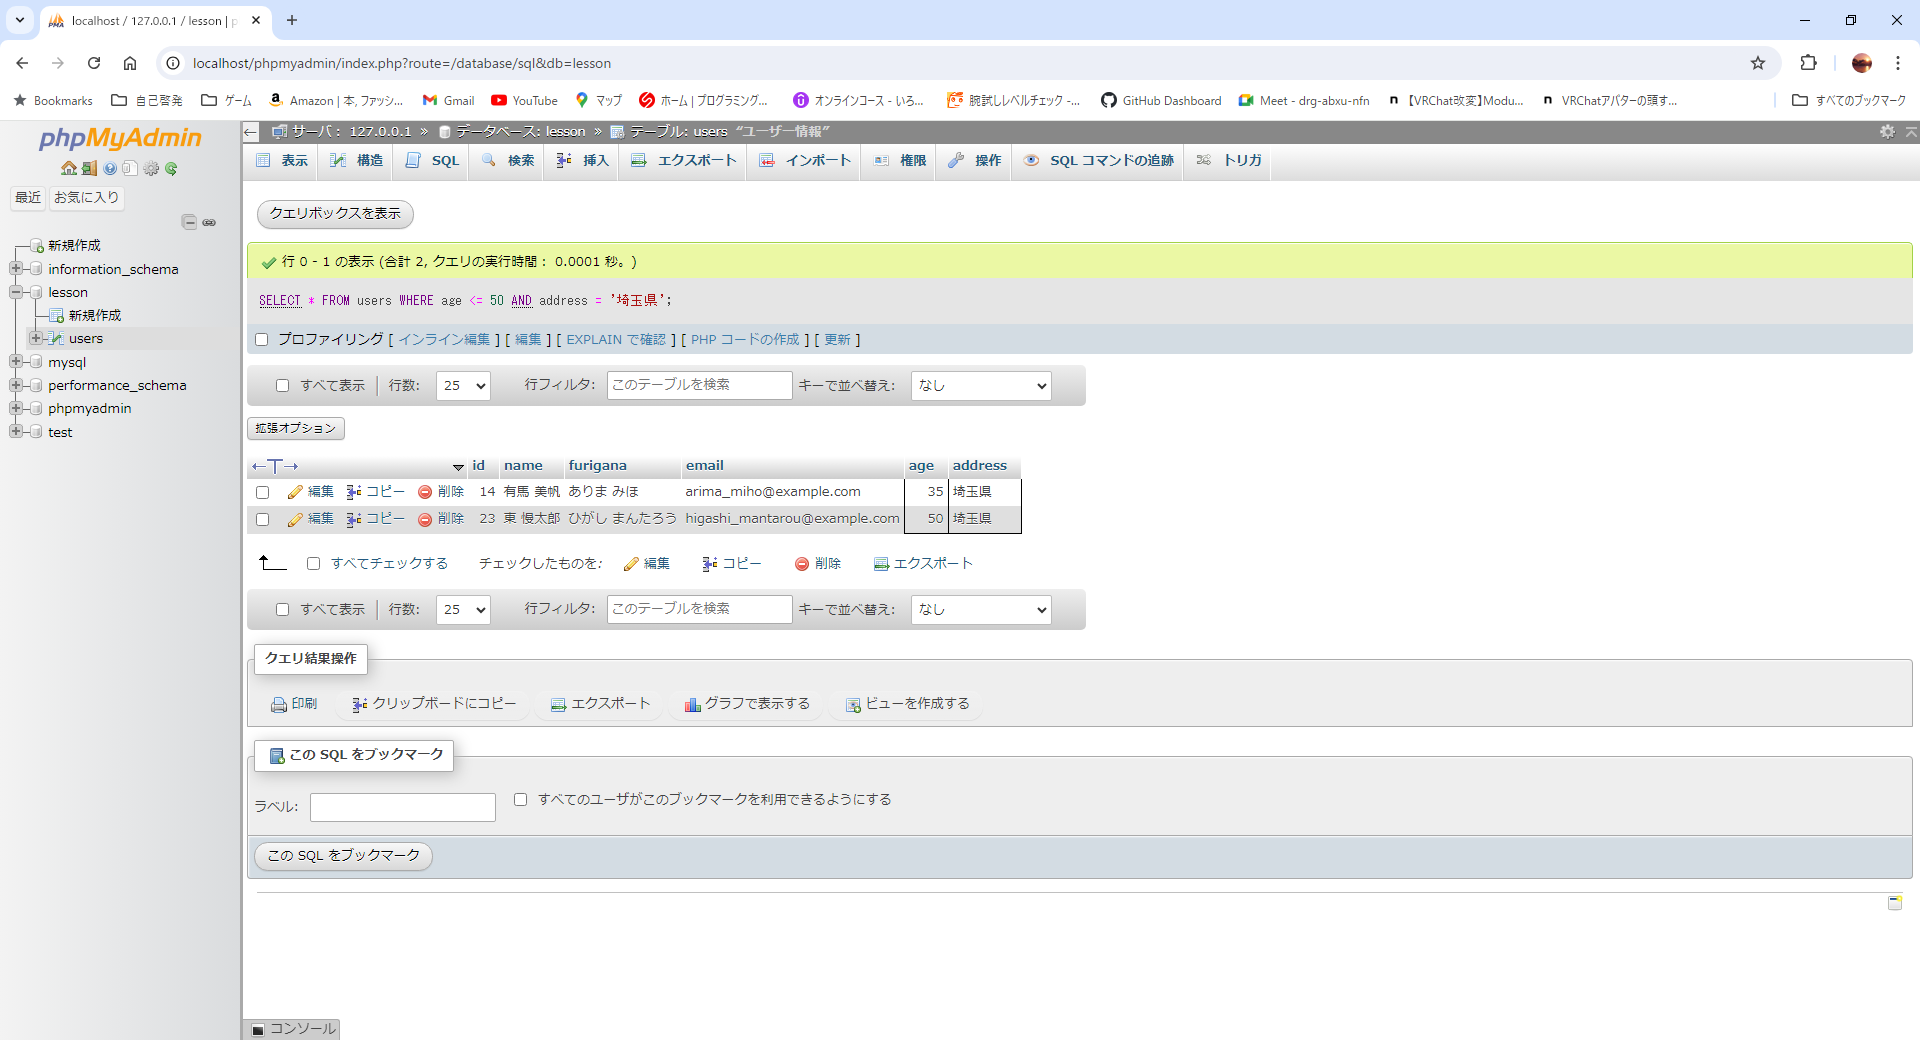 localhost / 127.0.0.1 / lesson | p
localhost/phpmyadmin/index.php?route=/database/sql&db=lesson
Bookmarks 自己啓発 ゲーム Amazon | 本, ファッシ... Gmail YouTube マップ ホーム | プログラミング... オンラインコース - いろ... 腕試しレベルチェック -... GitHub Dashboard Meet - drg-abxu-nfn 【VRChat改変】Modu... VRChatアバターの頭す... すべてのブックマーク
phpMyAdmin
最近 お気に入り
新規作成
information_schema
lesson
新規作成
users
mysql
performance_schema
phpmyadmin
test
サーバ: 127.0.0.1 » データベース: lesson » テーブル: users "ユーザー情報"
表示 構造 SQL 検索 挿入 エクスポート インポート 権限 操作 SQL コマンドの追跡 トリガ
クエリボックスを表示
行 0 - 1 の表示 (合計 2, クエリの実行時間: 0.0001 秒。)
SELECT * FROM users WHERE age <= 50 AND address = '埼玉県';
プロファイリング [ インライン編集 ] [ 編集 ] [ EXPLAIN で確認 ] [ PHP コードの作成 ] [ 更新 ]
すべて表示 行数: 25 行フィルタ: このテーブルを検索 キーで並べ替え: なし
拡張オプション
←T→ id name furigana email age address
編集 コピー 削除 14 有馬 美帆 ありま みほ arima_miho@example.com 35 埼玉県
編集 コピー 削除 23 東 慢太郎 ひがし まんたろう higashi_mantarou@example.com 50 埼玉県
すべてチェックする チェックしたものを: 編集 コピー 削除 エクスポート
すべて表示 行数: 25 行フィルタ: このテーブルを検索 キーで並べ替え: なし
クエリ結果操作
印刷 クリップボードにコピー エクスポート グラフで表示する ビューを作成する
この SQL をブックマーク
ラベル: すべてのユーザがこのブックマークを利用できるようにする
この SQL をブックマーク
コンソール